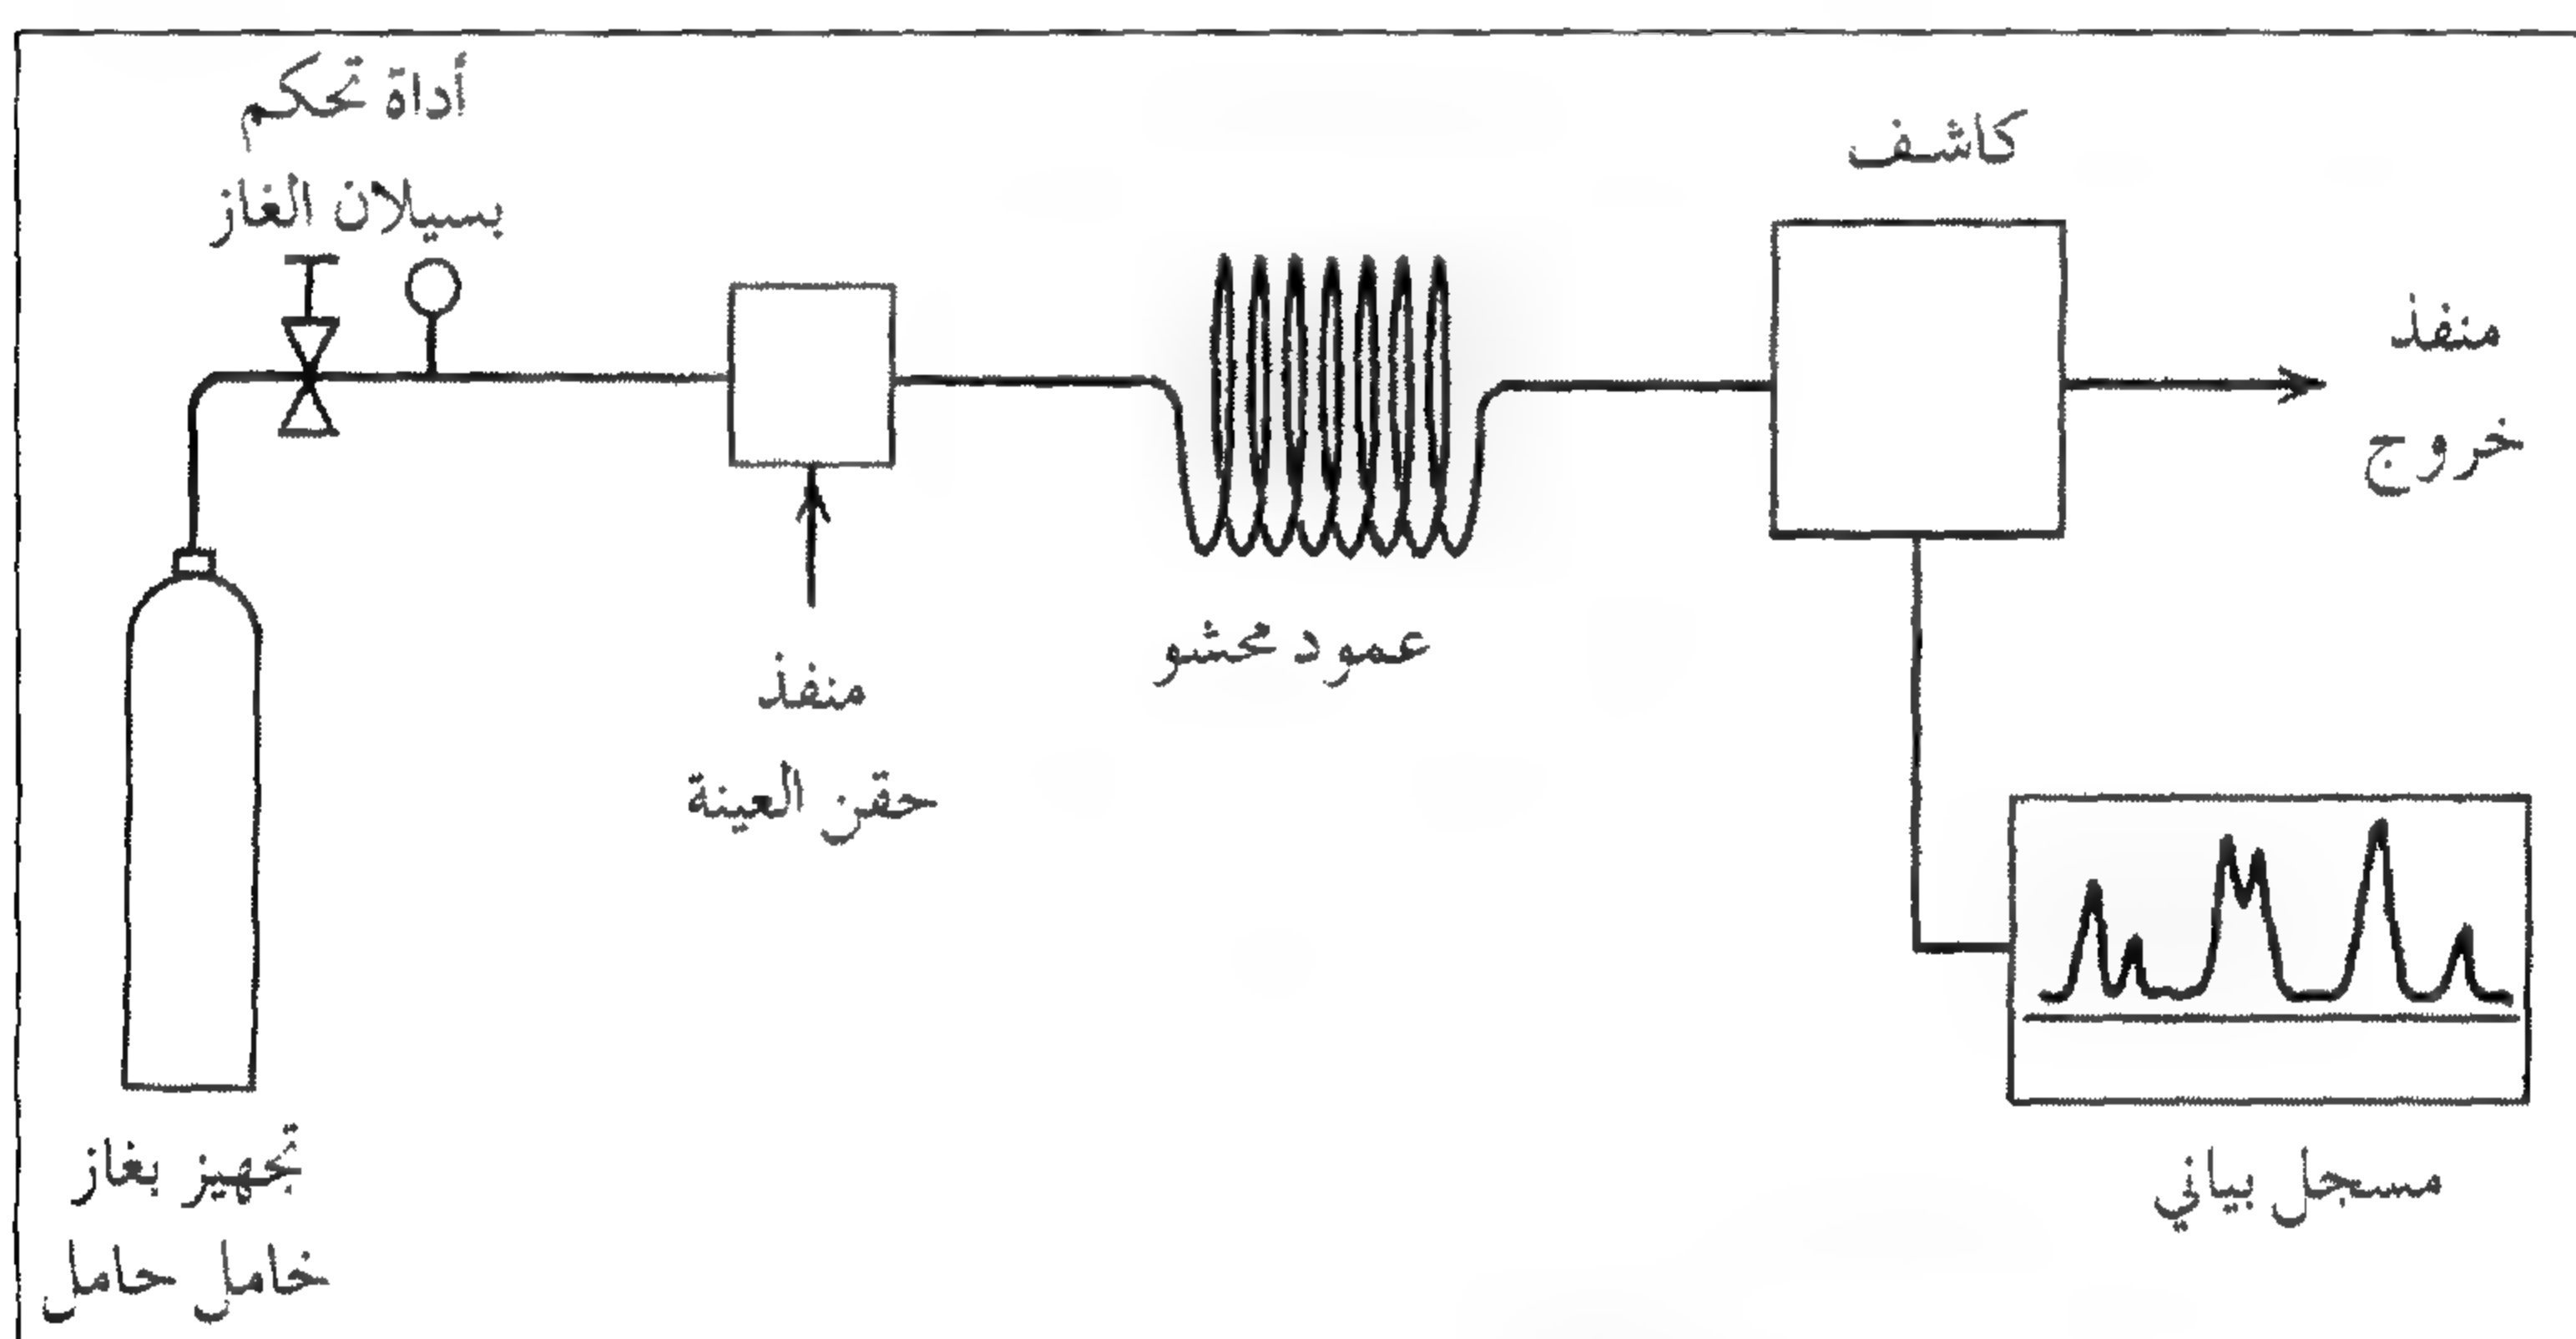 أداة تحكم
بسيلان الغاز
كاشف
منفذ
خروج
عمود محشو
منفذ
حقن العينة
تجهيز بغاز
خامل حامل
مسجل بياني